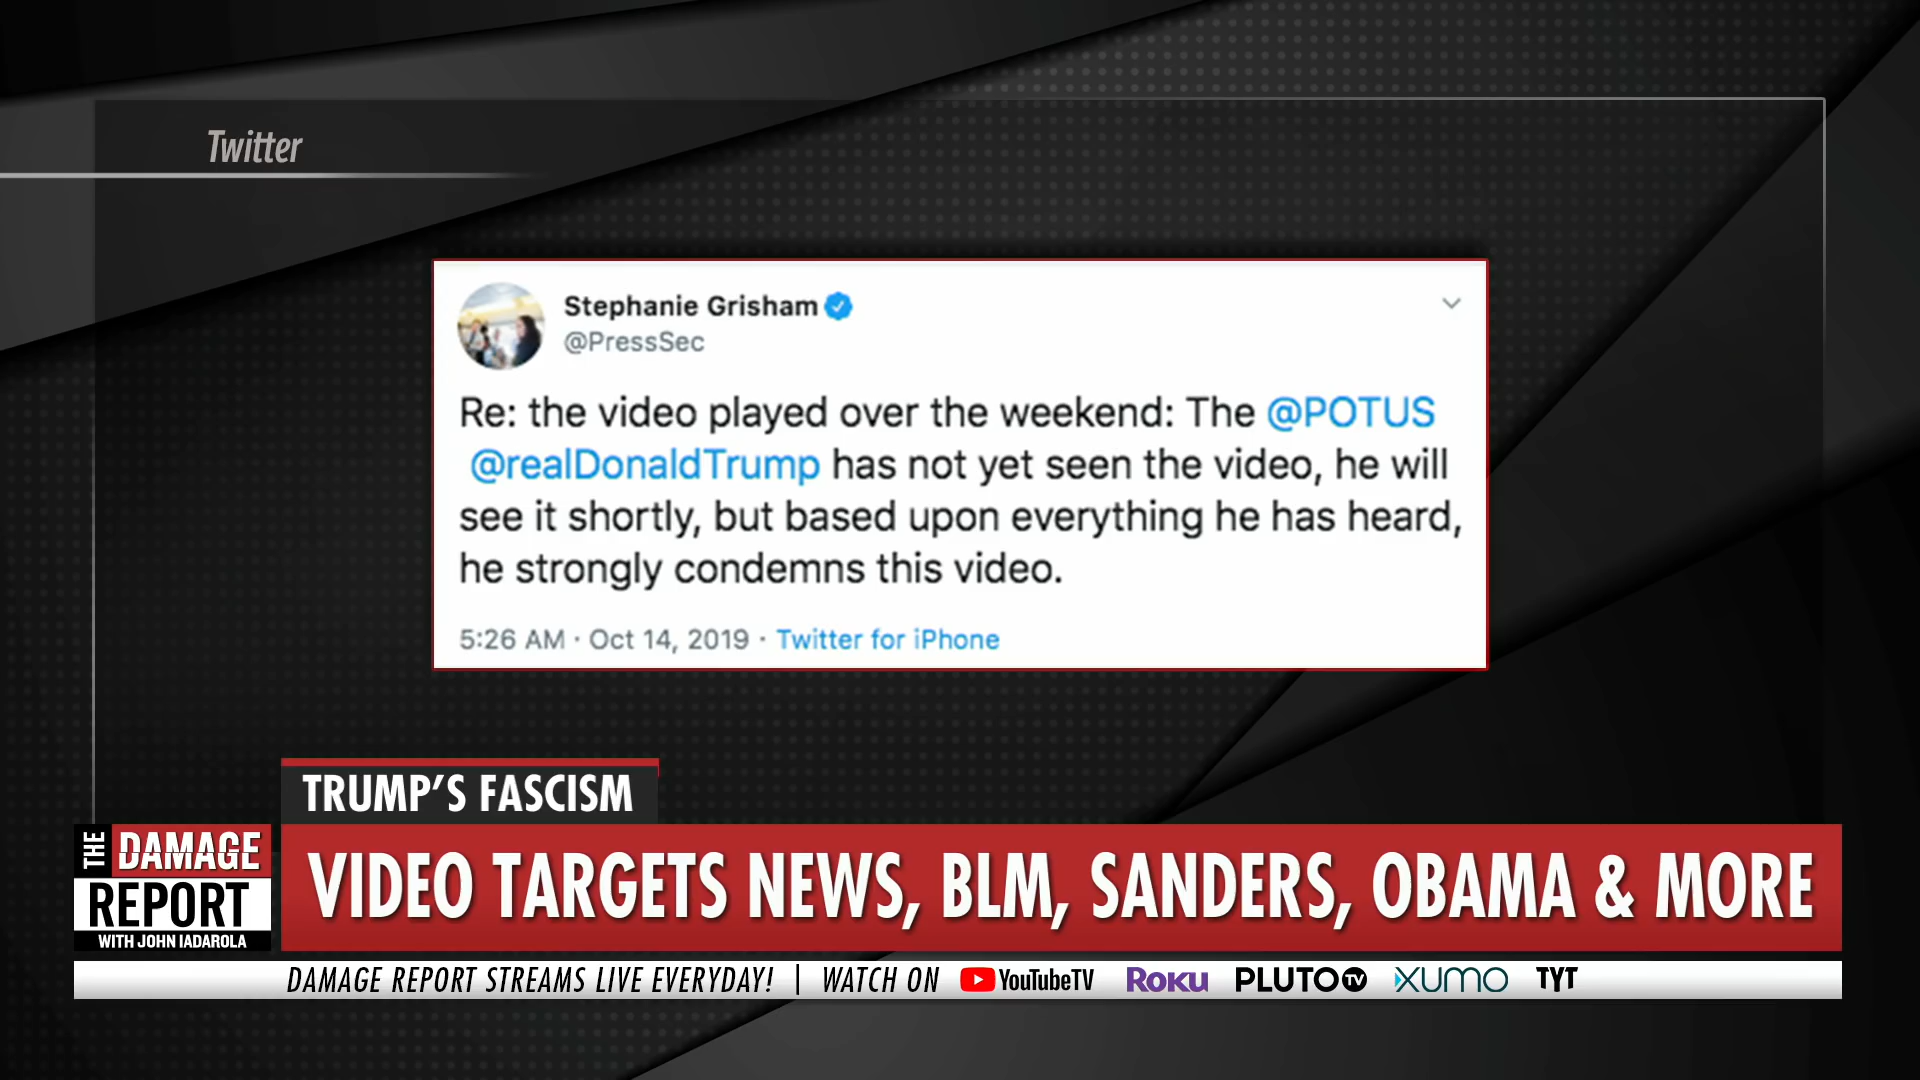 Twitter
Stephanie Grisham
@PressSec
Re: the video played over the weekend: The @POTUS
@realDonaldTrump has not yet seen the video, he will
see it shortly, but based upon everything he has heard,
he strongly condemns this video.
5:26 AM · Oct 14, 2019 · Twitter for iPhone
TRUMP'S FASCISM
VIDEO TARGETS NEWS, BLM, SANDERS, OBAMA & MORE
THE DAMAGE
REPORT
WITH JOHN IADAROLA
DAMAGE REPORT STREAMS LIVE EVERYDAY! | WATCH ON YouTubeTV ROKU PLUTO TV XUMO TYT